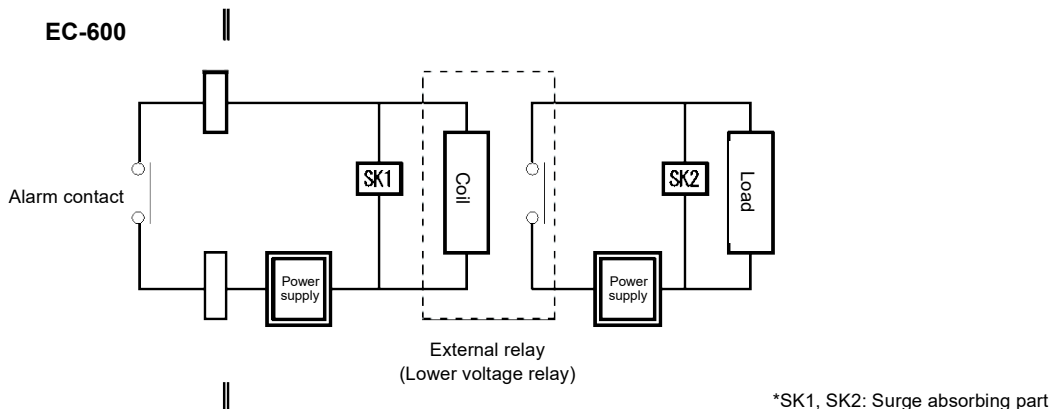 EC-600
Alarm contact
SK1
Coil
SK2
Load
Power
supply
Power
supply
External relay
(Lower voltage relay)
*SK1, SK2: Surge absorbing part